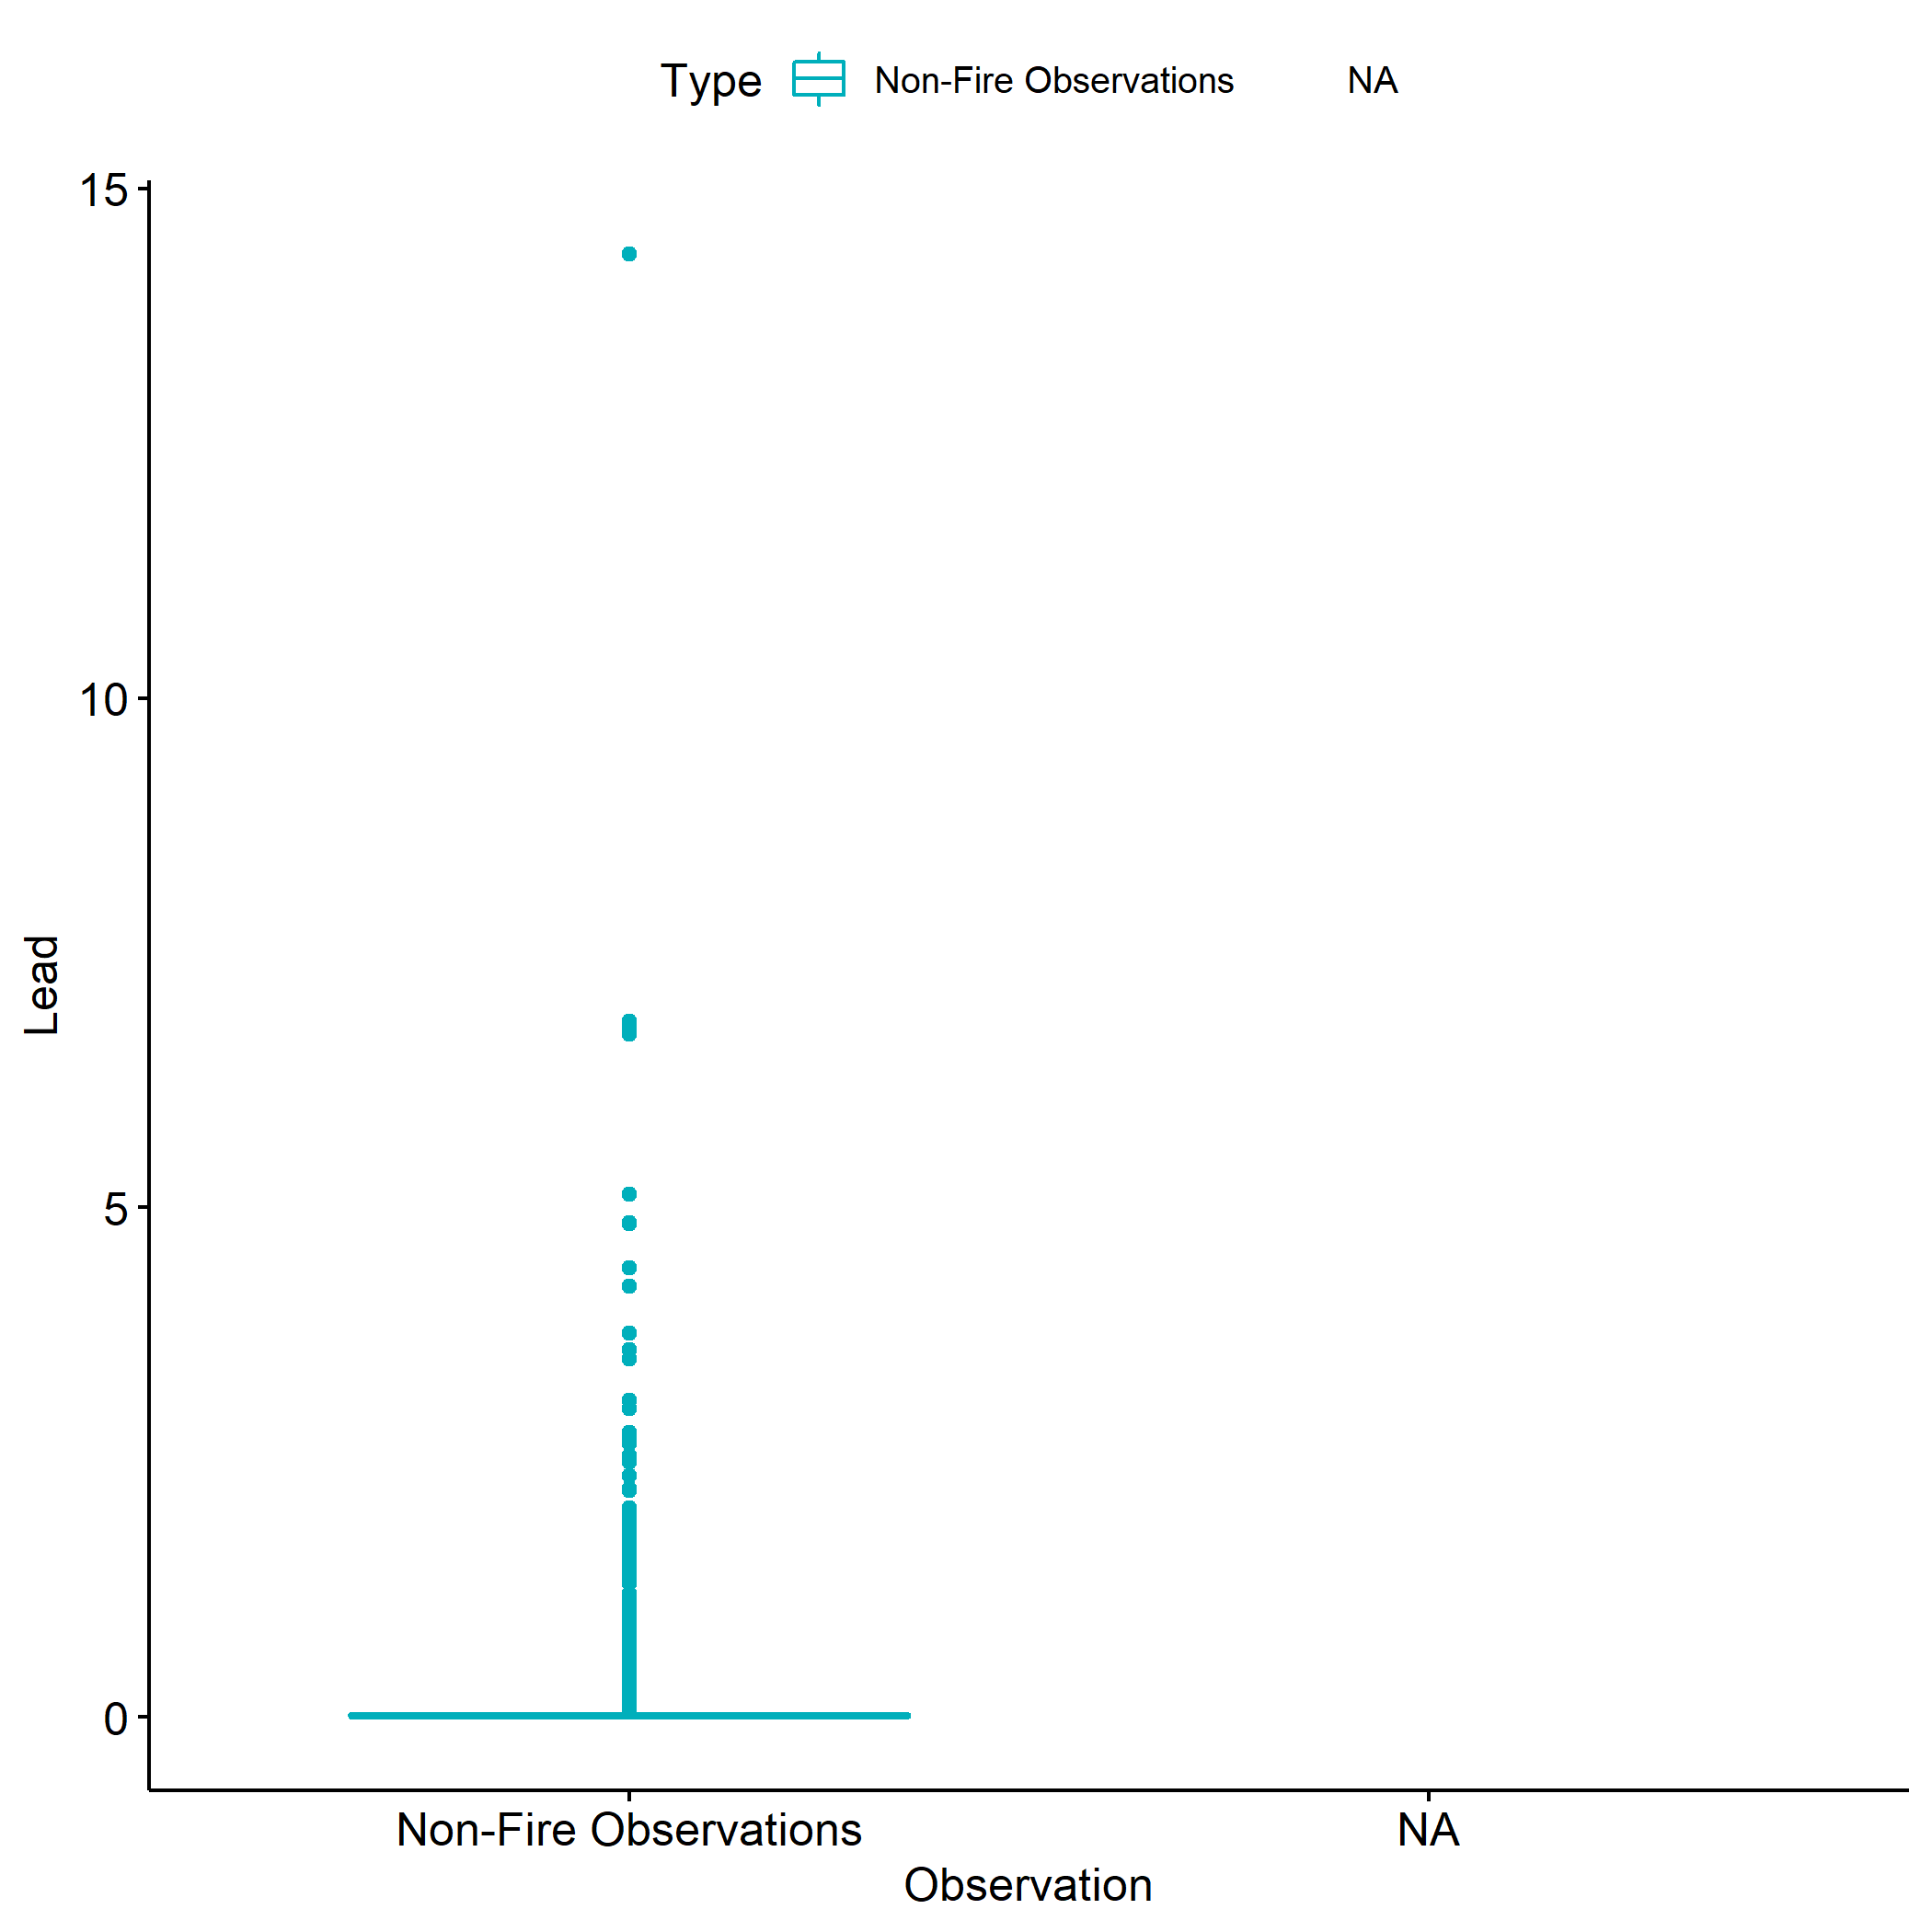 Type Non-Fire Observations NA
15
10
5
0
Lead
Non-Fire Observations NA
Observation